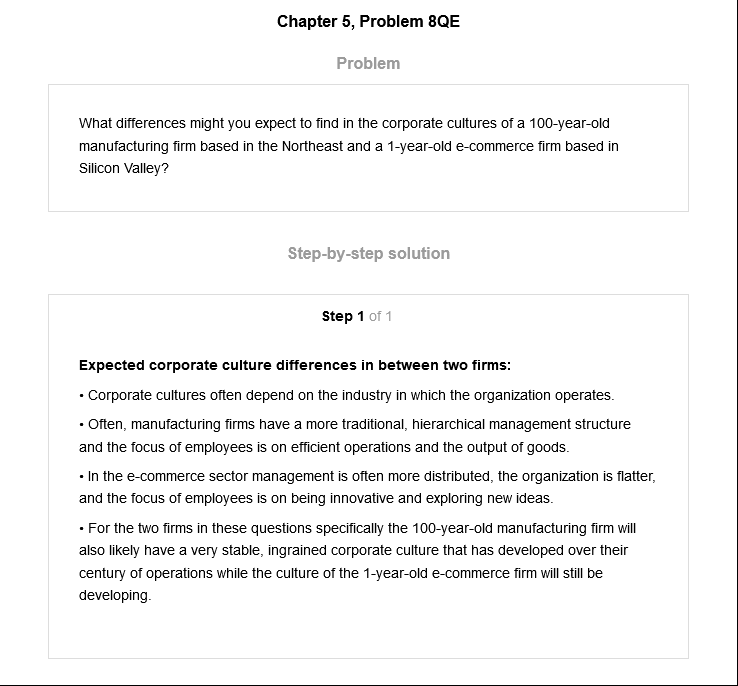 Chapter 5, Problem 8QE
Problem
What differences might you expect to find in the corporate cultures of a 100-year-old
manufacturing firm based in the Northeast and a 1-year-old e-commerce firm based in
Silicon Valley?
Step-by-step solution
Step 1 of 1
Expected corporate culture differences in between two firms:
• Corporate cultures often depend on the industry in which the organization operates.
• Often, manufacturing firms have a more traditional, hierarchical management structure
and the focus of employees is on efficient operations and the output of goods.
• In the e-commerce sector management is often more distributed, the organization is flatter,
and the focus of employees is on being innovative and exploring new ideas.
• For the two firms in these questions specifically the 100-year-old manufacturing firm will
also likely have a very stable, ingrained corporate culture that has developed over their
century of operations while the culture of the 1-year-old e-commerce firm will still be
developing.